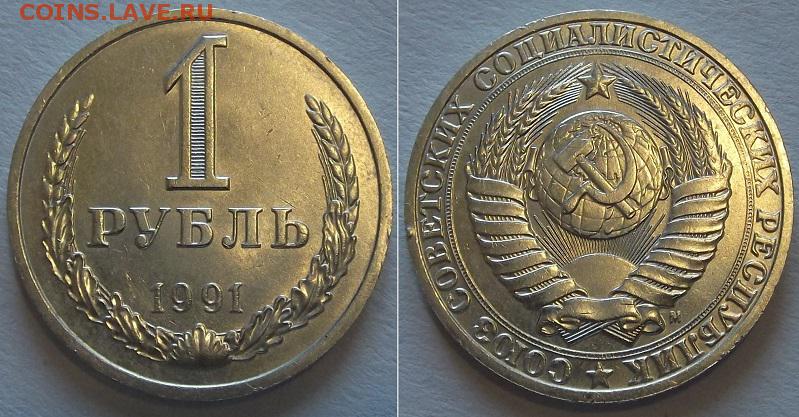 COINS.LAVE.RU
1
РУБЛЬ
1991
СОЮЗ СОВЕТСКИХ СОЦИАЛИСТИЧЕСКИХ РЕСПУБЛИК
М